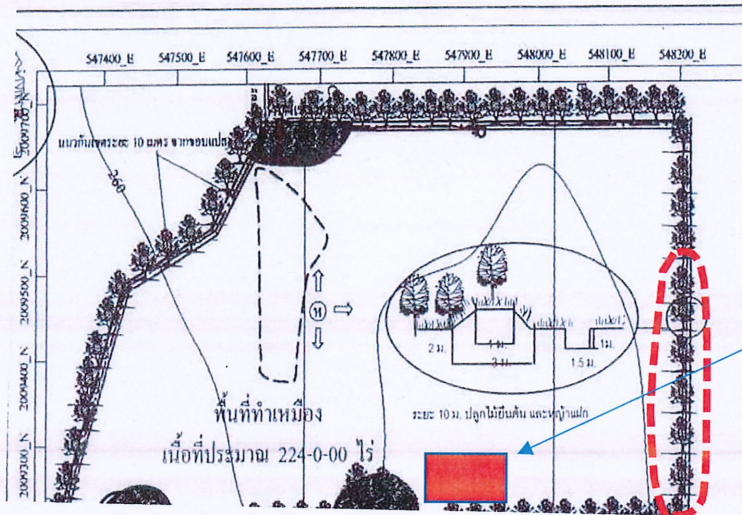 547400_E 547500_E 547600_E 547700_E 547800_E 547900_E 548000_E 548100_E 548200_E
2009700_N
2009600_N
2009500_N
2009400_N
2009300_N
แนวกันเขตระยะ 10 เมตร จากขอบแปลง
260
2 ม.
1 ม.
3 ม.
1.5 ม.
1ม.
ระยะ 10 ม. ปลูกไม้ยืนต้น และหญ้าแฝก
พื้นที่ทำเหมือง
เนื้อที่ประมาณ 224-0-00 ไร่